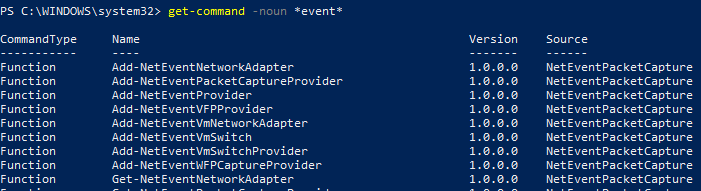 PS C:\WINDOWS\system32> get-command -noun *event*
CommandType Name Version Source
----------- ---- ------- ------
Function Add-NetEventNetworkAdapter 1.0.0.0 NetEventPacketCapture
Function Add-NetEventPacketCaptureProvider 1.0.0.0 NetEventPacketCapture
Function Add-NetEventProvider 1.0.0.0 NetEventPacketCapture
Function Add-NetEventVFPProvider 1.0.0.0 NetEventPacketCapture
Function Add-NetEventVmNetworkAdapter 1.0.0.0 NetEventPacketCapture
Function Add-NetEventVmSwitch 1.0.0.0 NetEventPacketCapture
Function Add-NetEventVmSwitchProvider 1.0.0.0 NetEventPacketCapture
Function Add-NetEventWFPCaptureProvider 1.0.0.0 NetEventPacketCapture
Function Get-NetEventNetworkAdapter 1.0.0.0 NetEventPacketCapture